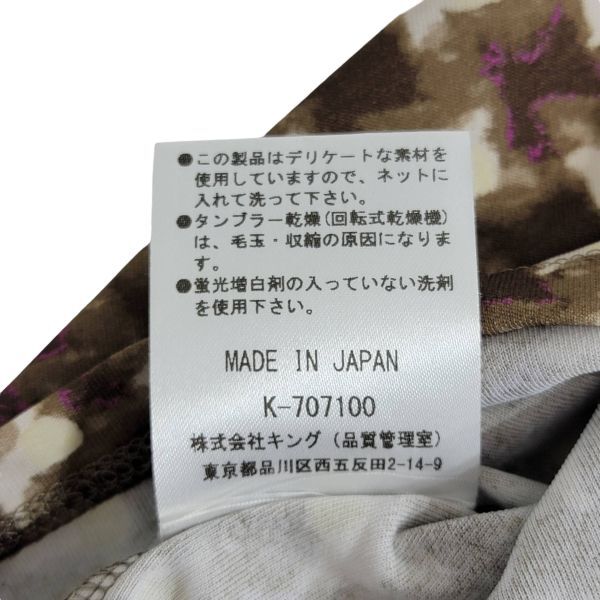 ●この製品はデリケートな素材を
使用していますので、ネットに
入れて洗って下さい。
●タンブラー乾燥(回転式乾燥機)
は、毛玉・収縮の原因になりま
す。
●蛍光増白剤の入っていない洗剤
を使用下さい。
MADE IN JAPAN
K-707100
株式会社キング (品質管理室)
東京都品川区西五反田2-14-9